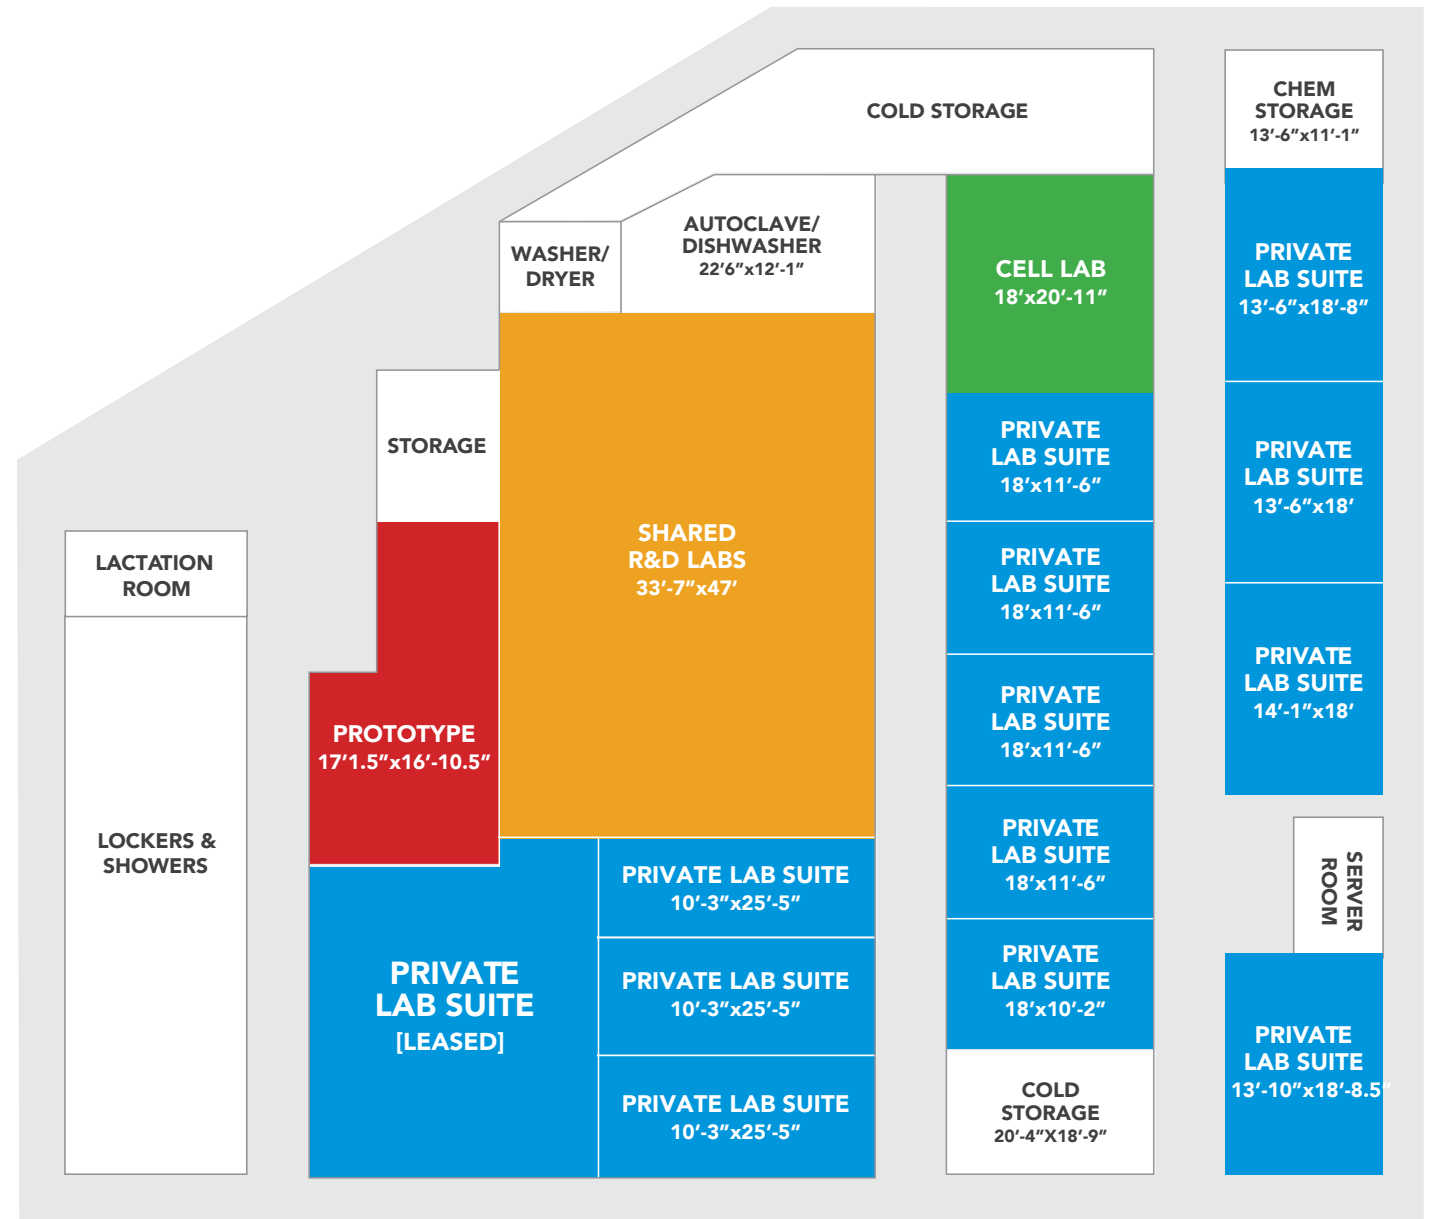 COLD STORAGE
CHEM
STORAGE
13’-6”x11’-1”
AUTOCLAVE/
DISHWASHER
22’6”x12’-1”
WASHER/
DRYER
CELL LAB
18’x20’-11”
PRIVATE
LAB SUITE
13’-6”x18’-8”
STORAGE
PRIVATE
LAB SUITE
18’x11’-6”
PRIVATE
LAB SUITE
13’-6”x18’
SHARED
R&D LABS
33’-7”x47’
LACTATION
ROOM
PRIVATE
LAB SUITE
18’x11’-6”
PRIVATE
LAB SUITE
14’-1”x18’
PROTOTYPE
17’1.5”x16’-10.5”
PRIVATE
LAB SUITE
18’x11’-6”
LOCKERS &
SHOWERS
PRIVATE LAB SUITE
10’-3”x25’-5”
PRIVATE
LAB SUITE
18’x11’-6”
SERVER
ROOM
PRIVATE
LAB SUITE
[LEASED]
PRIVATE LAB SUITE
10’-3”x25’-5”
PRIVATE
LAB SUITE
18’x10’-2”
PRIVATE LAB SUITE
10’-3”x25’-5”
COLD
STORAGE
20’-4”X18’-9”
PRIVATE
LAB SUITE
13’-10”x18’-8.5”